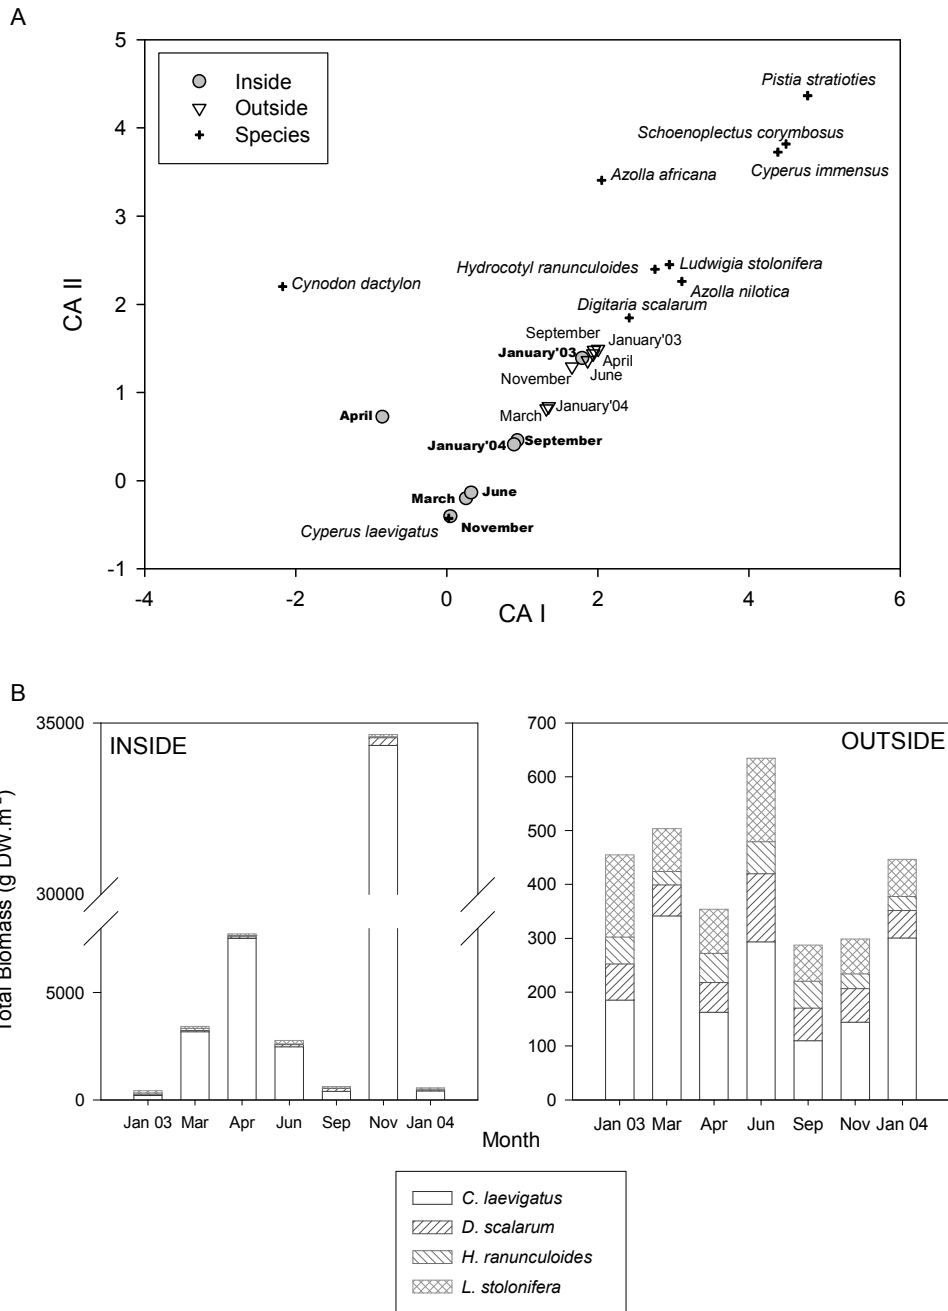 A
5
4
3
2
1
0
-1
CA II
Inside
Outside
Species
Pistia stratioties
Schoenoplectus corymbosus
Cyperus immensus
Azolla africana
Hydrocotyl ranunculoides
Ludwigia stolonifera
Azolla nilotica
Cynodon dactylon
Digitaria scalarum
September
January'03
January'03
April
November
June
March
January'04
April
January'04
September
March
June
Cyperus laevigatus
November
-4
-2
0
2
4
6
CA I
B
Total Biomass (g DW.m⁻²)
35000
30000
5000
0
INSIDE
Jan 03 Mar Apr Jun Sep Nov Jan 04
700
600
500
400
300
200
100
0
OUTSIDE
Jan 03 Mar Apr Jun Sep Nov Jan 04
Month
C. laevigatus
D. scalarum
H. ranunculoides
L. stolonifera